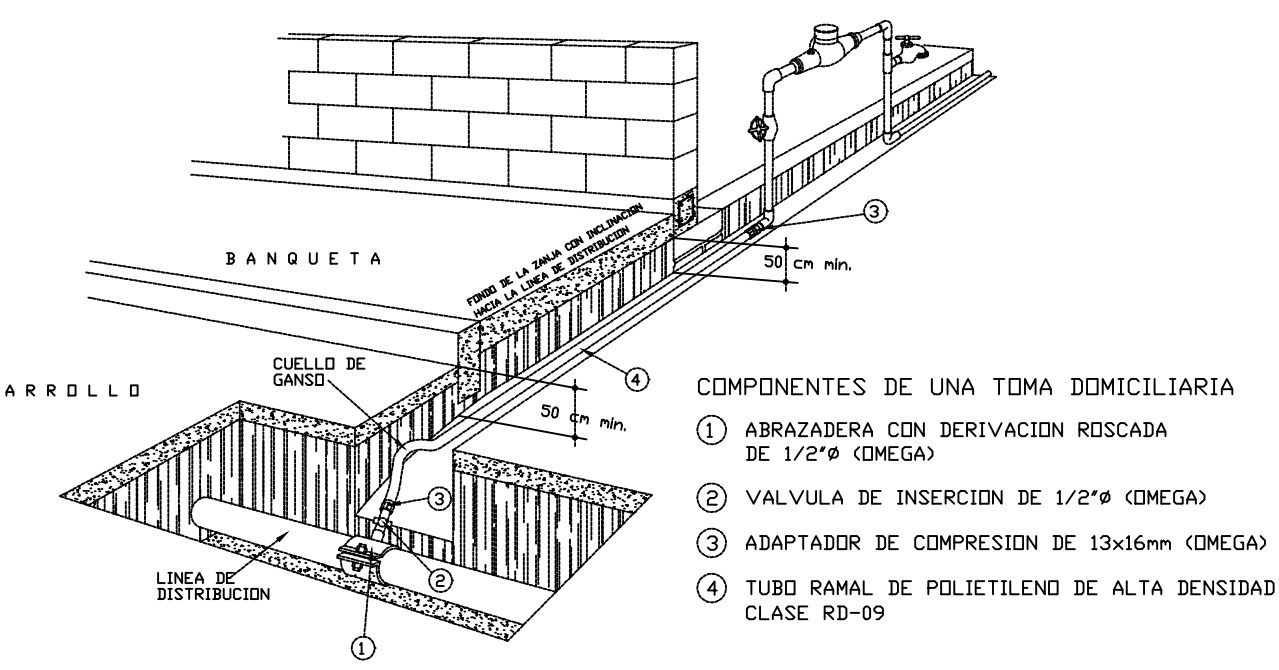 FONDO DE LA ZANJA CON INCLINACION
HACIA LA LINEA DE DISTRIBUCION
BANQUETA
3
50 cm min.
CUELLO DE
GANSO
4
ARROLLO
50 cm min.
3
2
LINEA DE
DISTRIBUCION
1
COMPONENTES DE UNA TOMA DOMICILIARIA
1 ABRAZADERA CON DERIVACION ROSCADA
DE 1/2"Ø (OMEGA)
2 VALVULA DE INSERCION DE 1/2"Ø (OMEGA)
3 ADAPTADOR DE COMPRESION DE 13x16mm (OMEGA)
4 TUBO RAMAL DE POLIETILENO DE ALTA DENSIDAD
CLASE RD-09